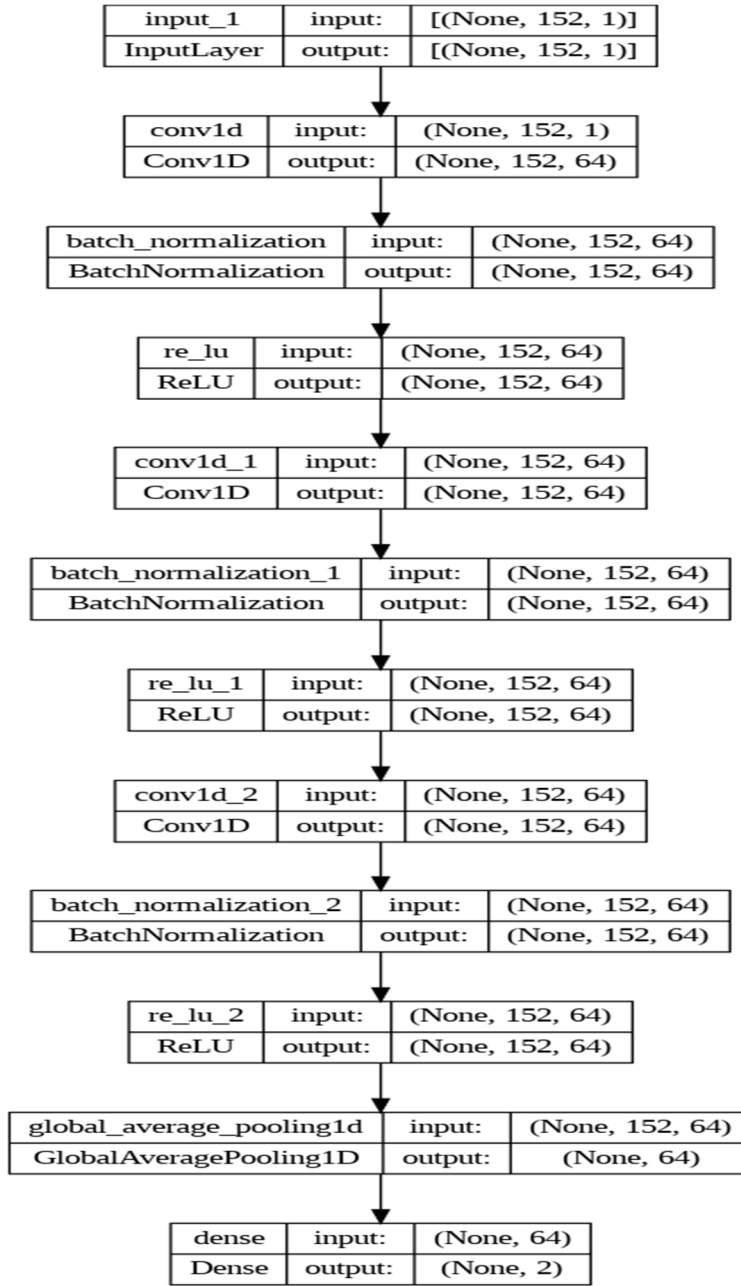 input_1 input: [(None, 152, 1)]
InputLayer output: [(None, 152, 1)]
conv1d input: (None, 152, 1)
Conv1D output: (None, 152, 64)
batch_normalization input: (None, 152, 64)
BatchNormalization output: (None, 152, 64)
re_lu input: (None, 152, 64)
ReLU output: (None, 152, 64)
conv1d_1 input: (None, 152, 64)
Conv1D output: (None, 152, 64)
batch_normalization_1 input: (None, 152, 64)
BatchNormalization output: (None, 152, 64)
re_lu_1 input: (None, 152, 64)
ReLU output: (None, 152, 64)
conv1d_2 input: (None, 152, 64)
Conv1D output: (None, 152, 64)
batch_normalization_2 input: (None, 152, 64)
BatchNormalization output: (None, 152, 64)
re_lu_2 input: (None, 152, 64)
ReLU output: (None, 152, 64)
global_average_pooling1d input: (None, 152, 64)
GlobalAveragePooling1D output: (None, 64)
dense input: (None, 64)
Dense output: (None, 2)